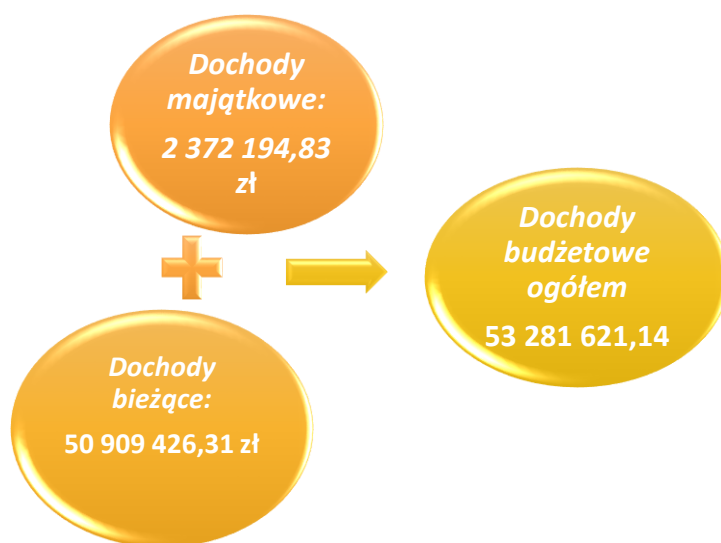 Dochody
majątkowe:
2 372 194,83
zł
Dochody
bieżące:
50 909 426,31 zł
Dochody
budżetowe
ogółem
53 281 621,14